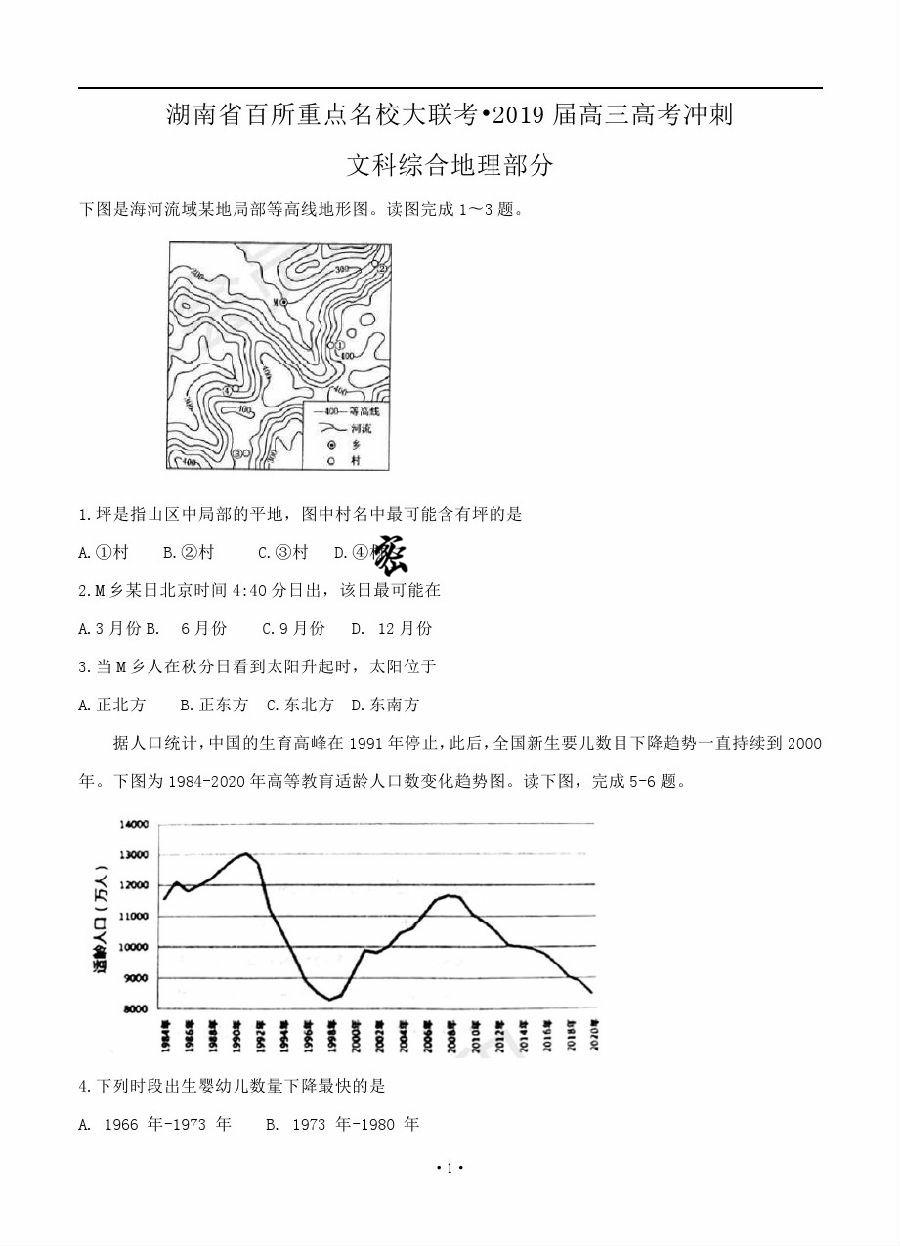 湖南省百所重点名校大联考•2019 届高三高考冲刺
文科综合地理部分
下图是海河流域某地局部等高线地形图。读图完成 1～3 题。
300
②
M
①
400
400
④
400
300
400
③
300
400
—400— 等高线
河流
乡
村
1.坪是指山区中局部的平地，图中村名中最可能含有坪的是
A.①村 B.②村 C.③村 D.④村
密
2.M乡某日北京时间 4:40 分日出，该日最可能在
A.3 月份 B. 6 月份 C.9 月份 D. 12 月份
3.当 M 乡人在秋分日看到太阳升起时，太阳位于
A.正北方 B.正东方 C.东北方 D.东南方
据人口统计,中国的生育高峰在 1991 年停止,此后,全国新生要儿数目下降趋势一直持续到 2000
年。下图为 1984-2020 年高等教育适龄人口数变化趋势图。读下图，完成 5-6 题。
适龄人口(万人)
14000
13000
12000
11000
10000
9000
8000
1984年 1986年 1988年 1990年 1992年 1994年 1996年 1998年 2000年 2002年 2004年 2006年 2008年 2010年 2012年 2014年 2016年 2018年 2020年
4.下列时段出生婴幼儿数量下降最快的是
A. 1966 年-1973 年 B. 1973 年-1980 年
• 1 •